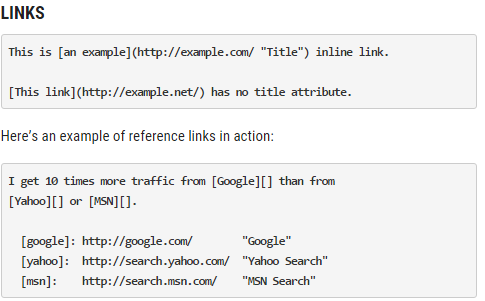 LINKS
This is [an example](http://example.com/ "Title") inline link.
[This link](http://example.net/) has no title attribute.
Here's an example of reference links in action:
I get 10 times more traffic from [Google][] than from
[Yahoo][] or [MSN][].
[google]: http://google.com/        "Google"
[yahoo]:  http://search.yahoo.com/  "Yahoo Search"
[msn]:    http://search.msn.com/    "MSN Search"